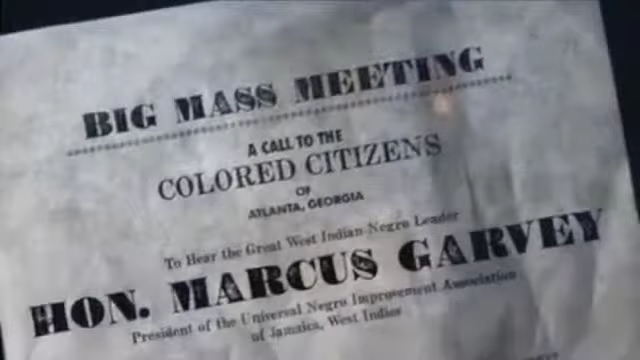 BIG MASS MEETING
A CALL TO THE
COLORED CITIZENS
OF
ATLANTA, GEORGIA
To Hear the Great West Indian Negro Leader
HON. MARCUS GARVEY
President of the Universal Negro Improvement Association
of Jamaica, West Indies